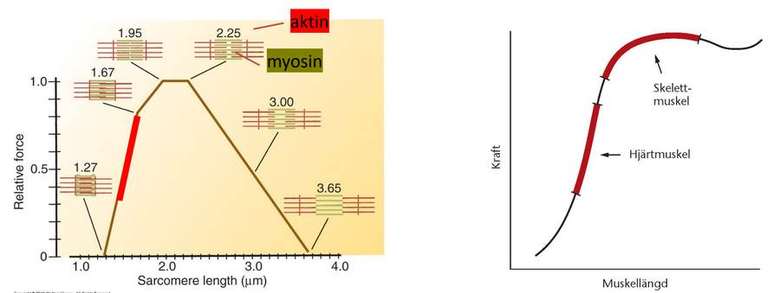 aktin
1.95
2.25
myosin
1.67
1.0
3.00
Relative force
0.5
1.27
3.65
0
1.0
2.0
3.0
4.0
Sarcomere length (μm)
Skelett-
muskel
Hjärtmuskel
Kraft
Muskellängd